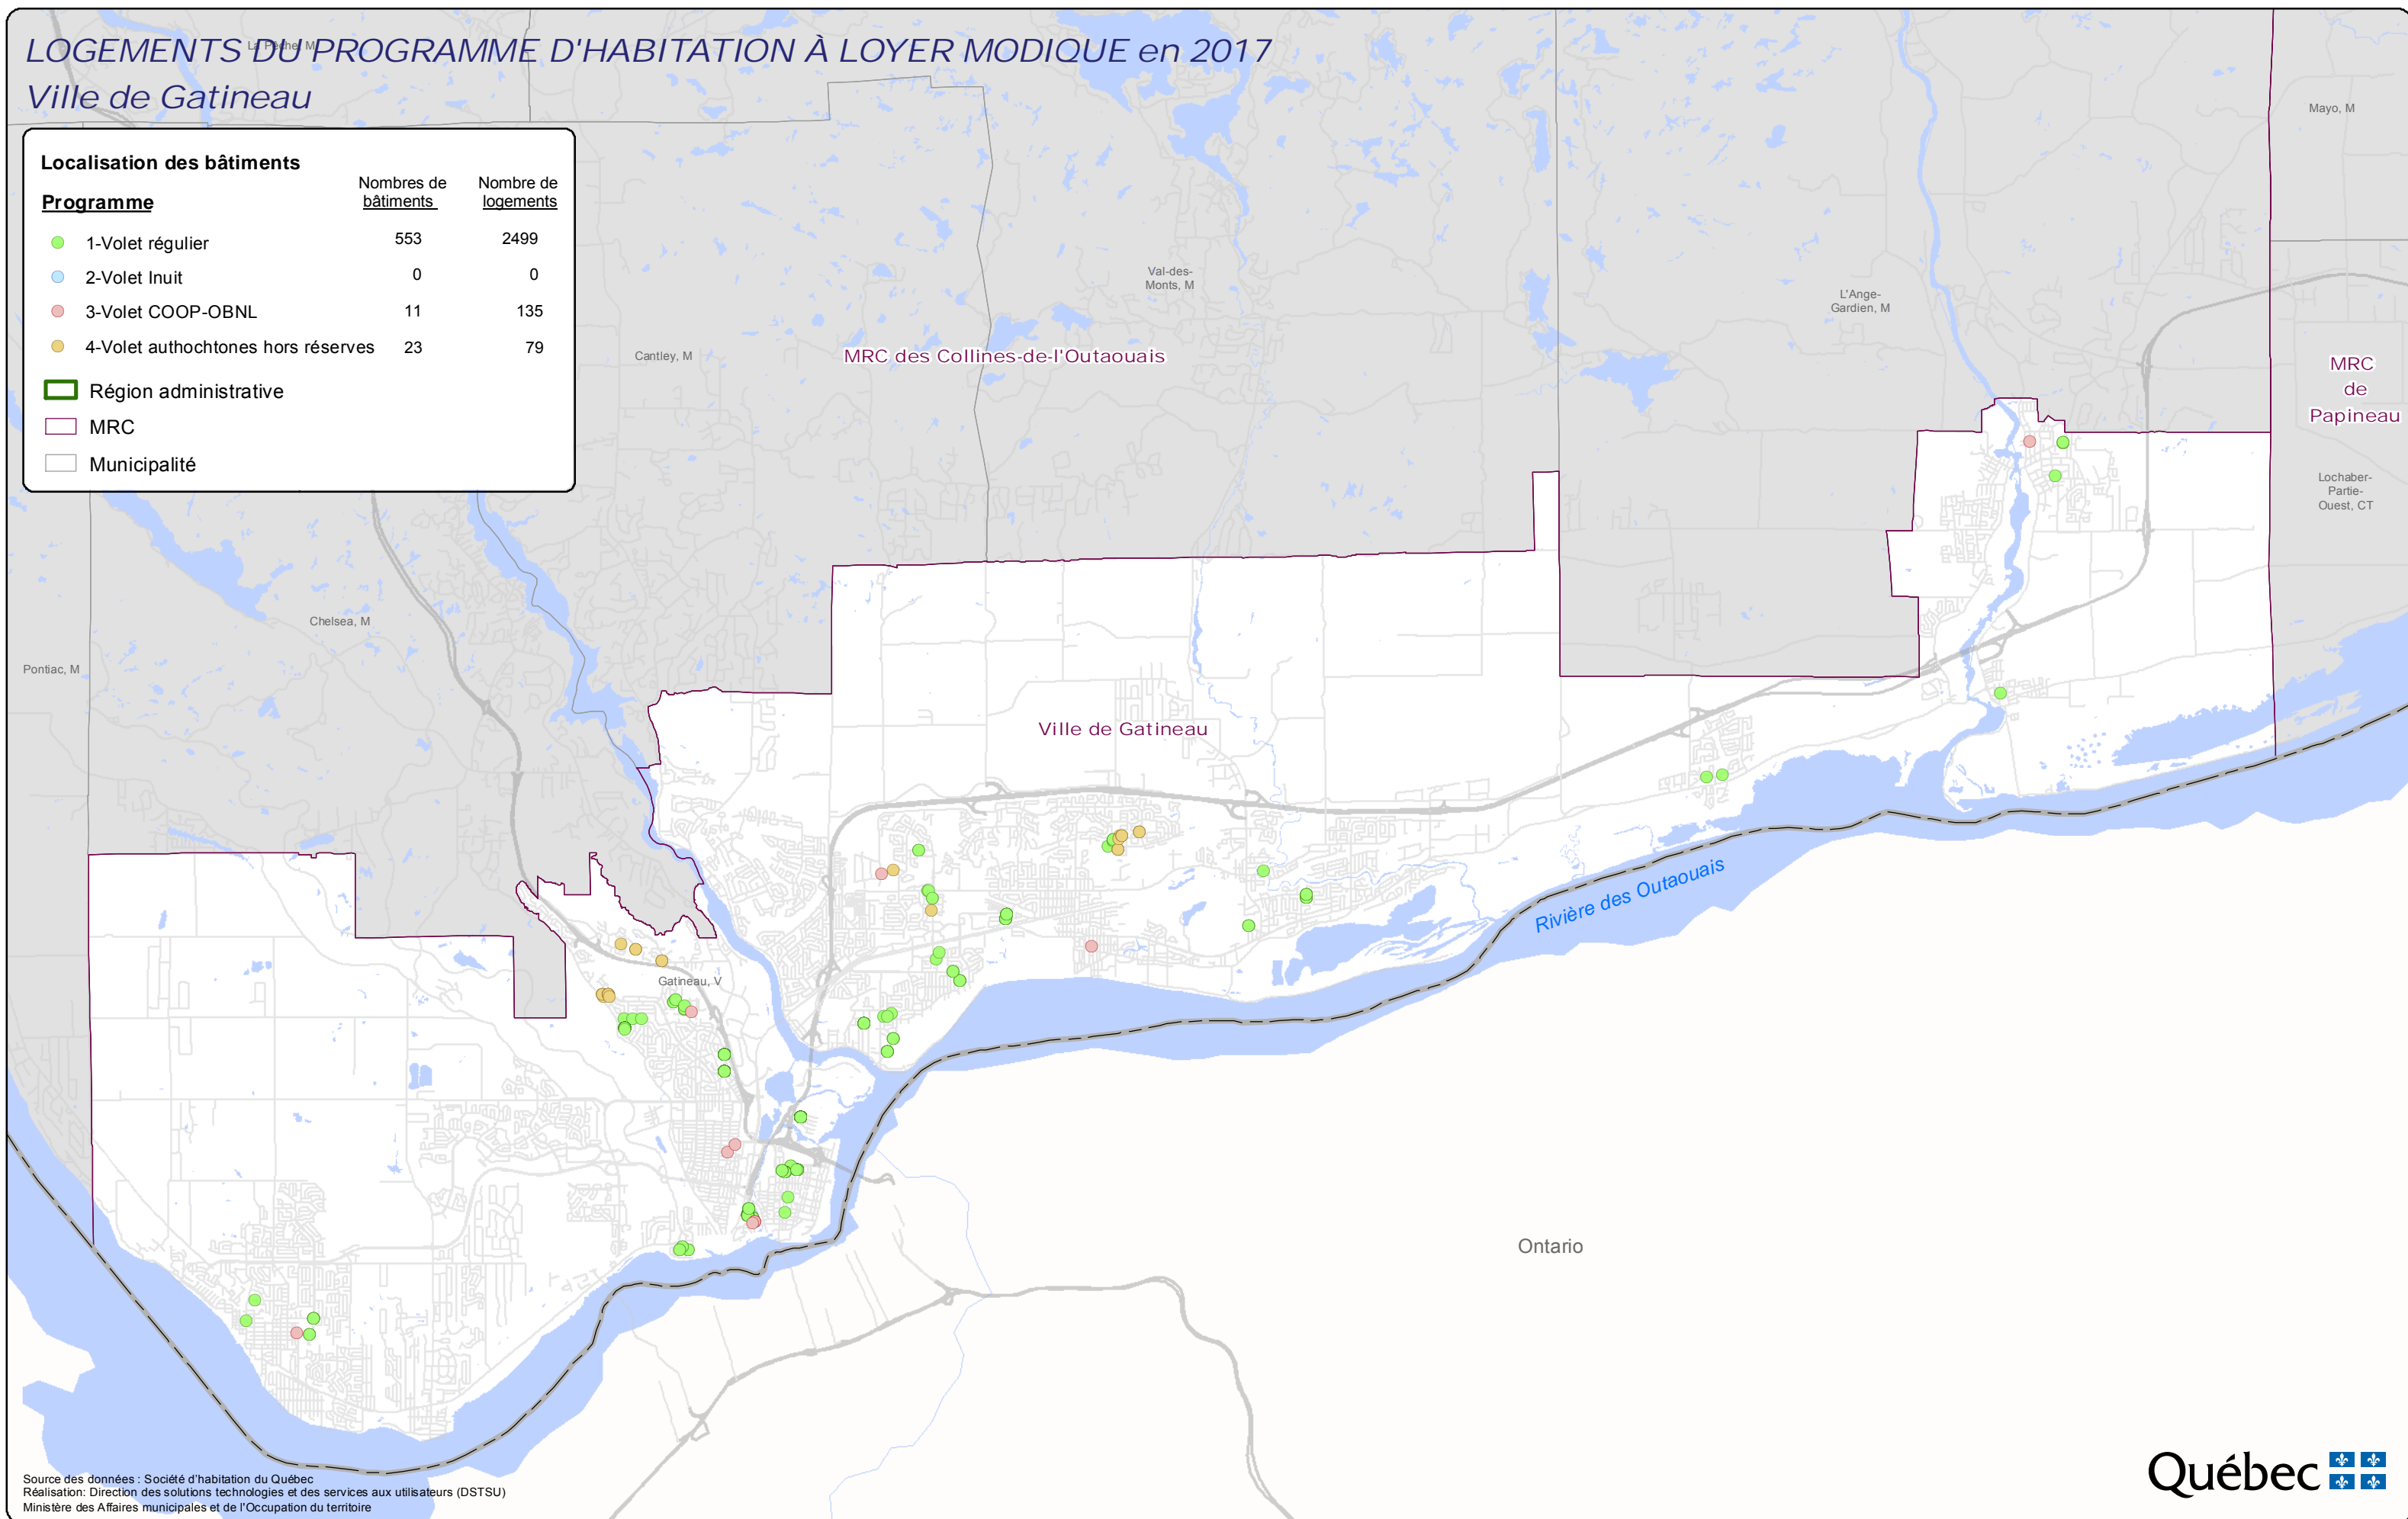 LOGEMENTS DU PROGRAMME D'HABITATION À LOYER MODIQUE en 2017
La Pêche, M
Ville de Gatineau
Localisation des bâtiments
Programme
Nombres de
bâtiments
Nombre de
logements
1-Volet régulier 553 2499
2-Volet Inuit 0 0
3-Volet COOP-OBNL 11 135
4-Volet authochtones hors réserves 23 79
Région administrative
MRC
Municipalité
Mayo, M
Val-des-
Monts, M
L'Ange-
Gardien, M
Cantley, M
MRC des Collines-de-l'Outaouais
MRC
de
Papineau
Lochaber-
Partie-
Ouest, CT
Chelsea, M
Pontiac, M
Ville de Gatineau
Rivière des Outaouais
Gatineau, V
Ontario
Source des données : Société d'habitation du Québec
Réalisation: Direction des solutions technologies et des services aux utilisateurs (DSTSU)
Ministère des Affaires municipales et de l'Occupation du territoire
Québec